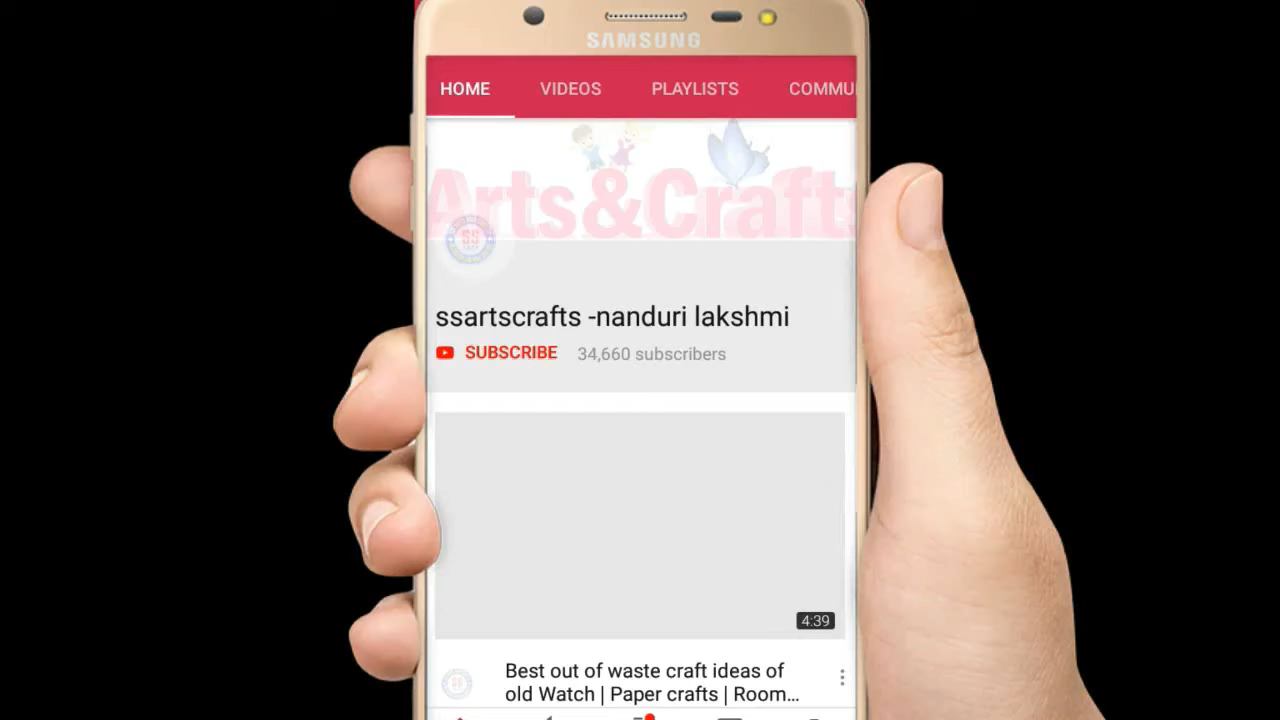 SAMSUNG
HOME VIDEOS PLAYLISTS COMMU
Arts&Crafts
SS
ssartscrafts -nanduri lakshmi
SUBSCRIBE 34,660 subscribers
4:39
Best out of waste craft ideas of
old Watch | Paper crafts | Room...